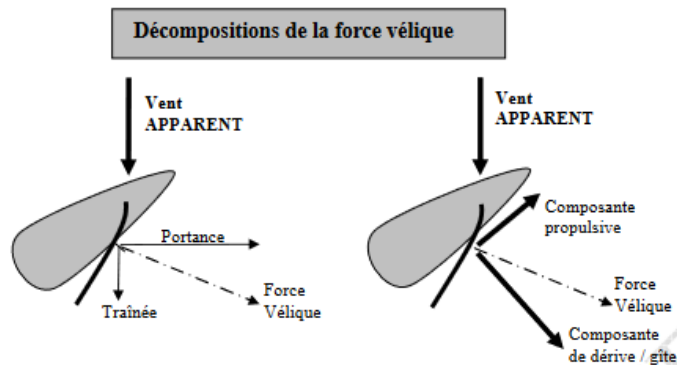 Décompositions de la force vélique
Vent
APPARENT
Portance
Traînée
Force
Vélique
Vent
APPARENT
Composante
propulsive
Force
Vélique
Composante
de dérive / gîte